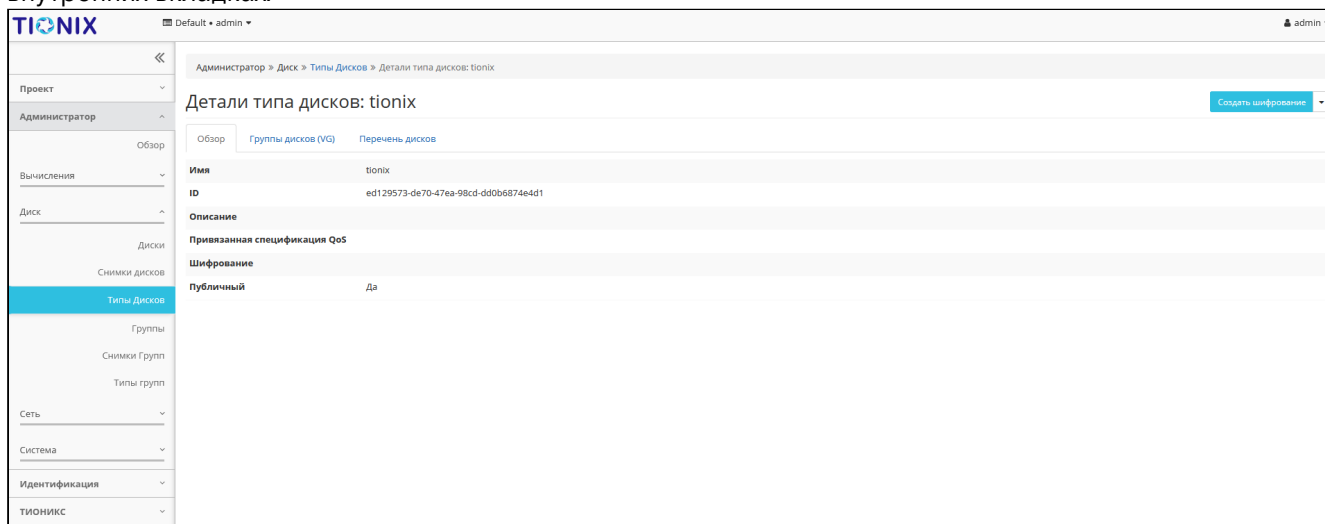 внутренних вкладках.
TIONIX
Default • admin
admin
Администратор » Диск » Типы Дисков » Детали типа дисков: tionix
Проект
Администратор
Обзор
Вычисления
Диск
Диски
Снимки дисков
Типы Дисков
Группы
Снимки Групп
Типы групп
Сеть
Система
Идентификация
ТИОНИКС
Детали типа дисков: tionix
Создать шифрование
Обзор Группы дисков (VG) Перечень дисков
Имя tionix
ID ed129573-de70-47ea-98cd-dd0b6874e4d1
Описание
Привязанная спецификация QoS
Шифрование
Публичный Да